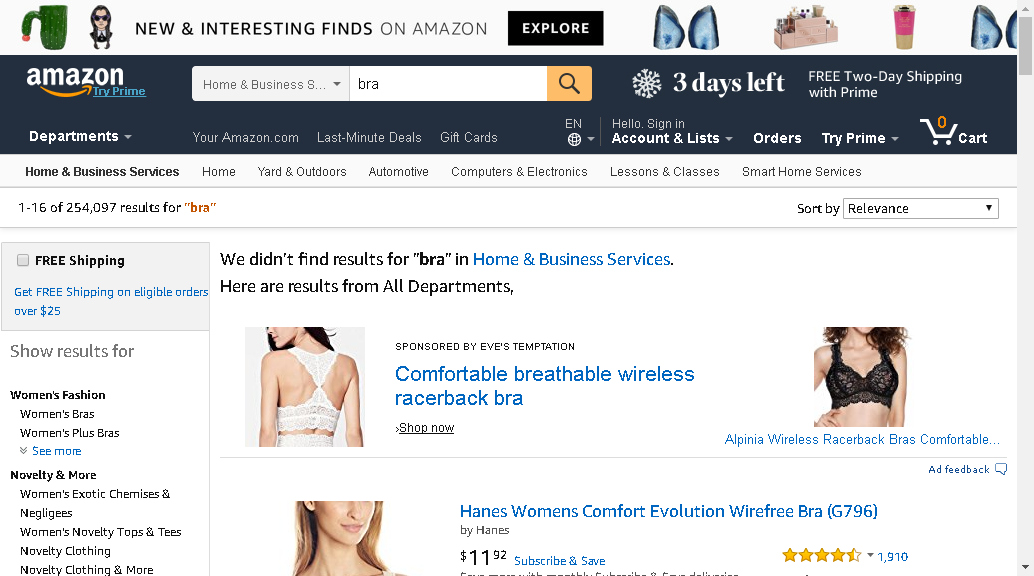 NEW & INTERESTING FINDS ON AMAZON EXPLORE
amazon
Try Prime
Home & Business S...
bra
3 days left
FREE Two-Day Shipping
with Prime
Departments
Your Amazon.com
Last-Minute Deals
Gift Cards
EN
Hello. Sign in
Account & Lists
Orders
Try Prime
0
Cart
Home & Business Services
Home
Yard & Outdoors
Automotive
Computers & Electronics
Lessons & Classes
Smart Home Services
1-16 of 254,097 results for "bra"
Sort by Relevance
FREE Shipping
Get FREE Shipping on eligible orders
over $25
Show results for
Women's Fashion
Women's Bras
Women's Plus Bras
See more
Novelty & More
Women's Exotic Chemises &
Negligees
Women's Novelty Tops & Tees
Novelty Clothing
Novelty Clothing & More
We didn't find results for "bra" in Home & Business Services.
Here are results from All Departments,
SPONSORED BY EVE'S TEMPTATION
Comfortable breathable wireless
racerback bra
›Shop now
Alpinia Wireless Racerback Bras Comfortable...
Ad feedback
Hanes Womens Comfort Evolution Wirefree Bra (G796)
by Hanes
$11 92 Subscribe & Save
1,910
Save more with monthly Subscribe & Save deliveries